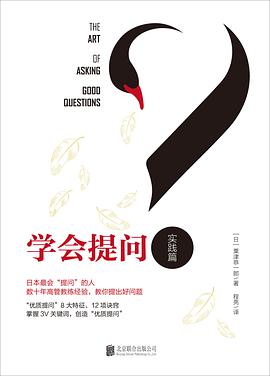 THE
ART
OF
ASKING
GOOD
QUESTIONS
学会提问
实践篇
[日]粟津恭一郎 著
程亮 译
日本最会“提问”的人
数十年高管教练经验，教你提出好问题
“优质提问”8大特征、12项诀窍
掌握3V关键词，创造“优质提问”
北京联合出版公司